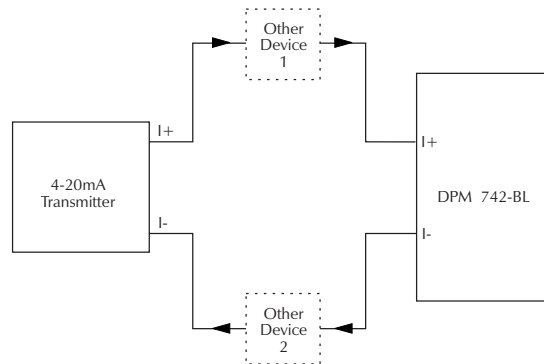 Other
Device
1
I+
I+
4-20mA
Transmitter
DPM 742-BL
I-
I-
Other
Device
2